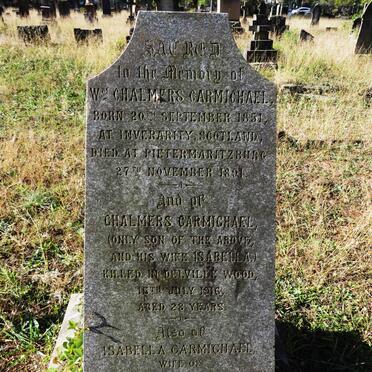 SACRED
To the Memory of
Wm CHALMERS CARMICHAEL,
BORN 20TH SEPTEMBER 1851,
AT INVERARITY, SCOTLAND,
DIED AT PIETERMARITZBURG
27TH NOVEMBER 1891.
And of
CHALMERS CARMICHAEL,
(ONLY SON OF THE ABOVE,
AND HIS WIFE ISABELLA)
KILLED IN DELVILLE WOOD,
16TH JULY 1916,
AGED 28 YEARS.
Also of
ISABELLA CARMICHAEL,
WIFE OF